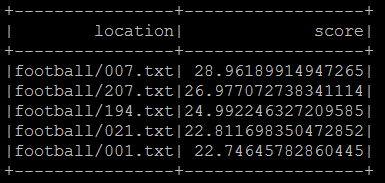 +----------------+------------------+
|        location|             score|
+----------------+------------------+
|football/007.txt| 28.96189914947265|
|football/207.txt|26.977072738341114|
|football/194.txt|24.992246327209585|
|football/021.txt|22.811698350472852|
|football/001.txt| 22.74645782860445|
+----------------+------------------+